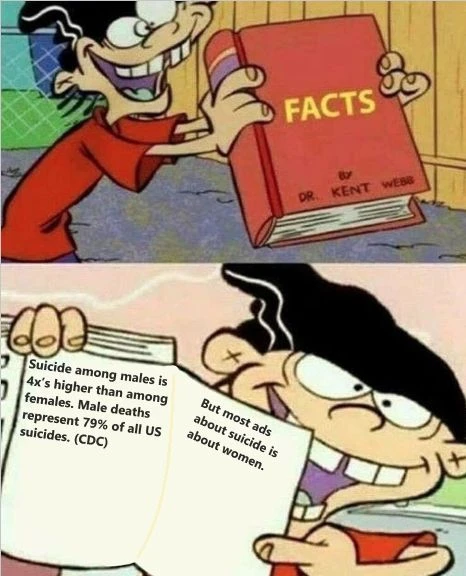 FACTS
BY
DR. KENT WEBB
Suicide among males is
4x's higher than among
females. Male deaths
represent 79% of all US
suicides. (CDC)
But most ads
about suicide is
about women.